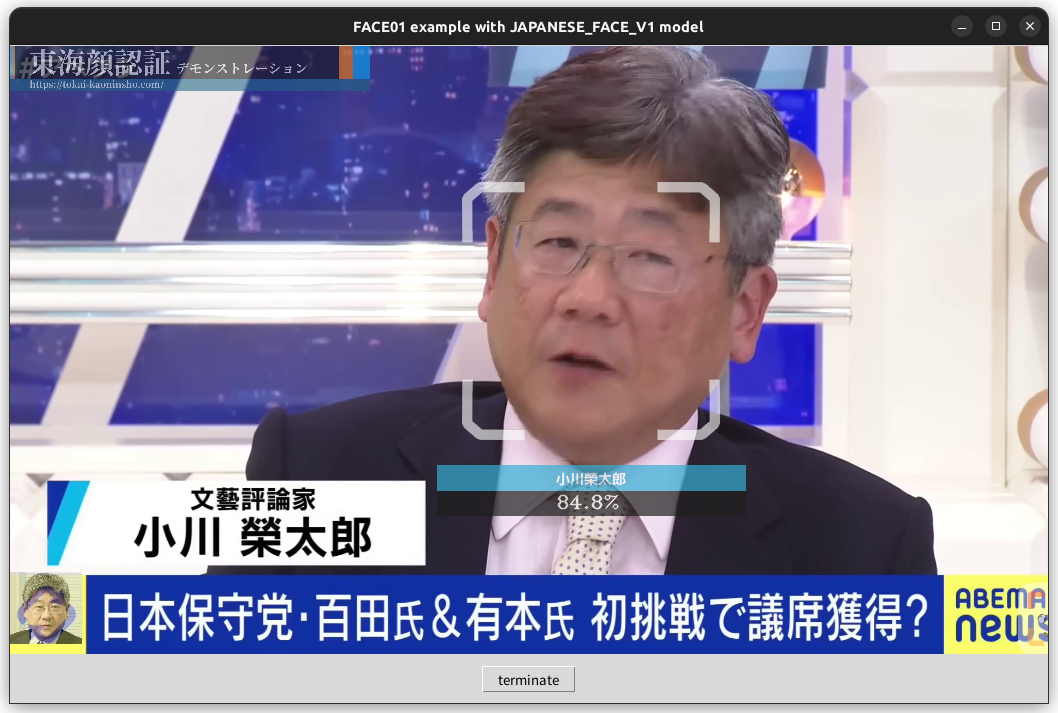 FACE01 example with JAPANESE_FACE_V1 model
東海顔認証 デモンストレーション
https://tokai-kaoninsho.com/
小川榮太郎
84.8%
文藝評論家
小川 榮太郎
日本保守党・百田氏&有本氏 初挑戦で議席獲得?
ABEMA
news
terminate